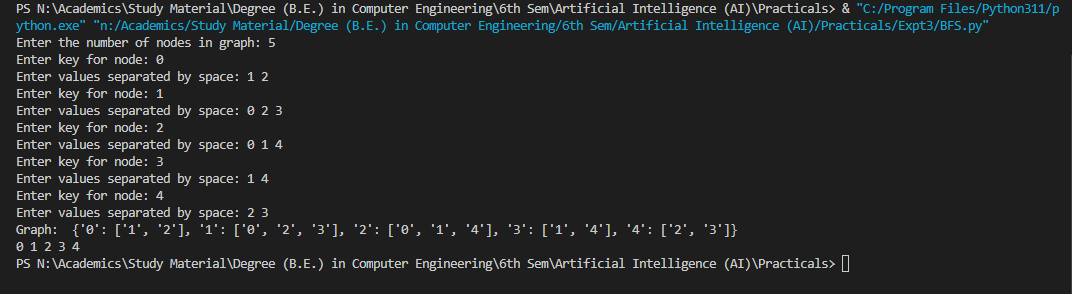 PS N:\Academics\Study Material\Degree (B.E.) in Computer Engineering\6th Sem\Artificial Intelligence (AI)\Practicals> & "C:/Program Files/Python311/p
ython.exe" "n:/Academics/Study Material/Degree (B.E.) in Computer Engineering/6th Sem/Artificial Intelligence (AI)/Practicals/Expt3/BFS.py"
Enter the number of nodes in graph: 5
Enter key for node: 0
Enter values separated by space: 1 2
Enter key for node: 1
Enter values separated by space: 0 2 3
Enter key for node: 2
Enter values separated by space: 0 1 4
Enter key for node: 3
Enter values separated by space: 1 4
Enter key for node: 4
Enter values separated by space: 2 3
Graph:  {'0': ['1', '2'], '1': ['0', '2', '3'], '2': ['0', '1', '4'], '3': ['1', '4'], '4': ['2', '3']}
0 1 2 3 4
PS N:\Academics\Study Material\Degree (B.E.) in Computer Engineering\6th Sem\Artificial Intelligence (AI)\Practicals>